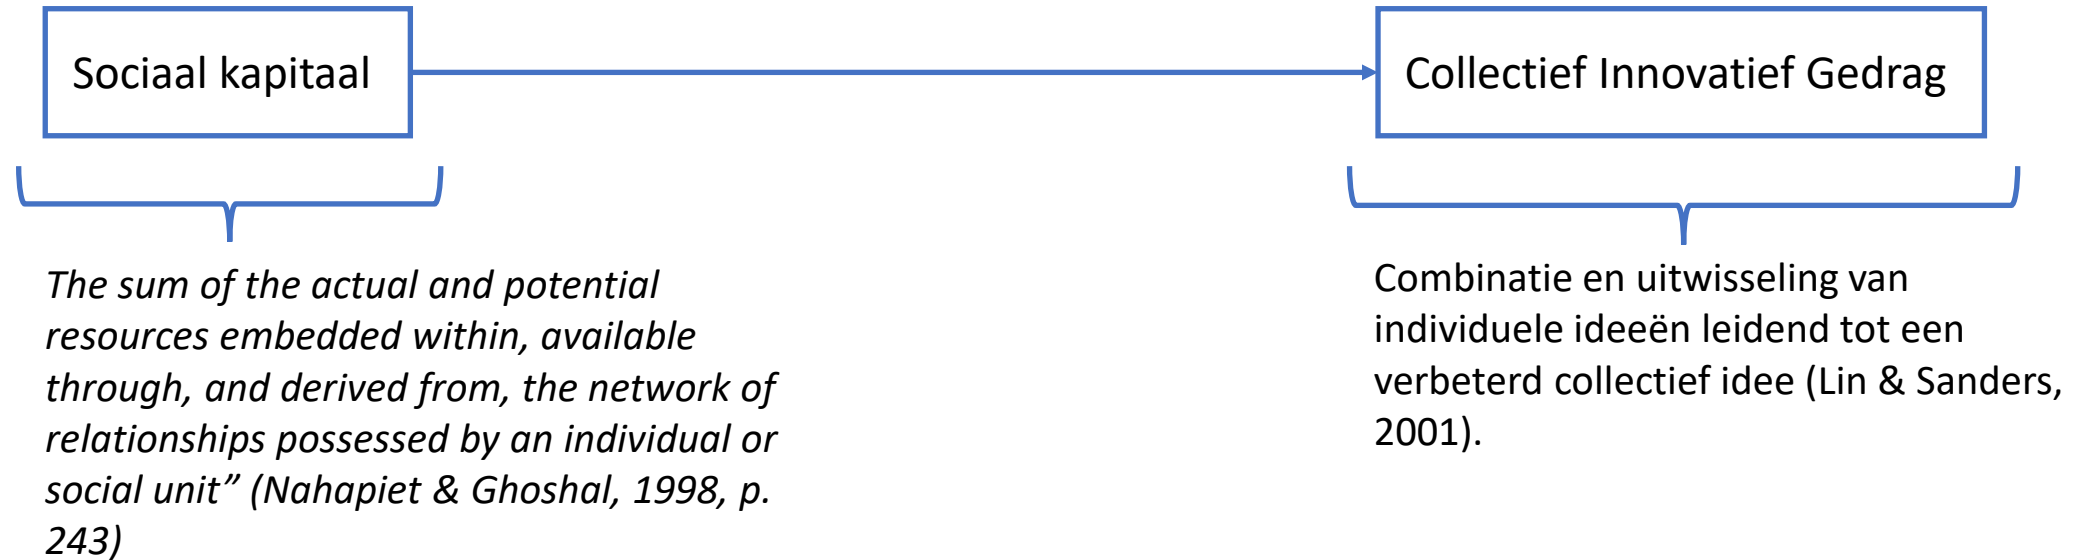 Sociaal kapitaal
Collectief Innovatief Gedrag
The sum of the actual and potential
resources embedded within, available
through, and derived from, the network of
relationships possessed by an individual or
social unit” (Nahapiet & Ghoshal, 1998, p.
243)
Combinatie en uitwisseling van
individuele ideeën leidend tot een
verbeterd collectief idee (Lin & Sanders,
2001).